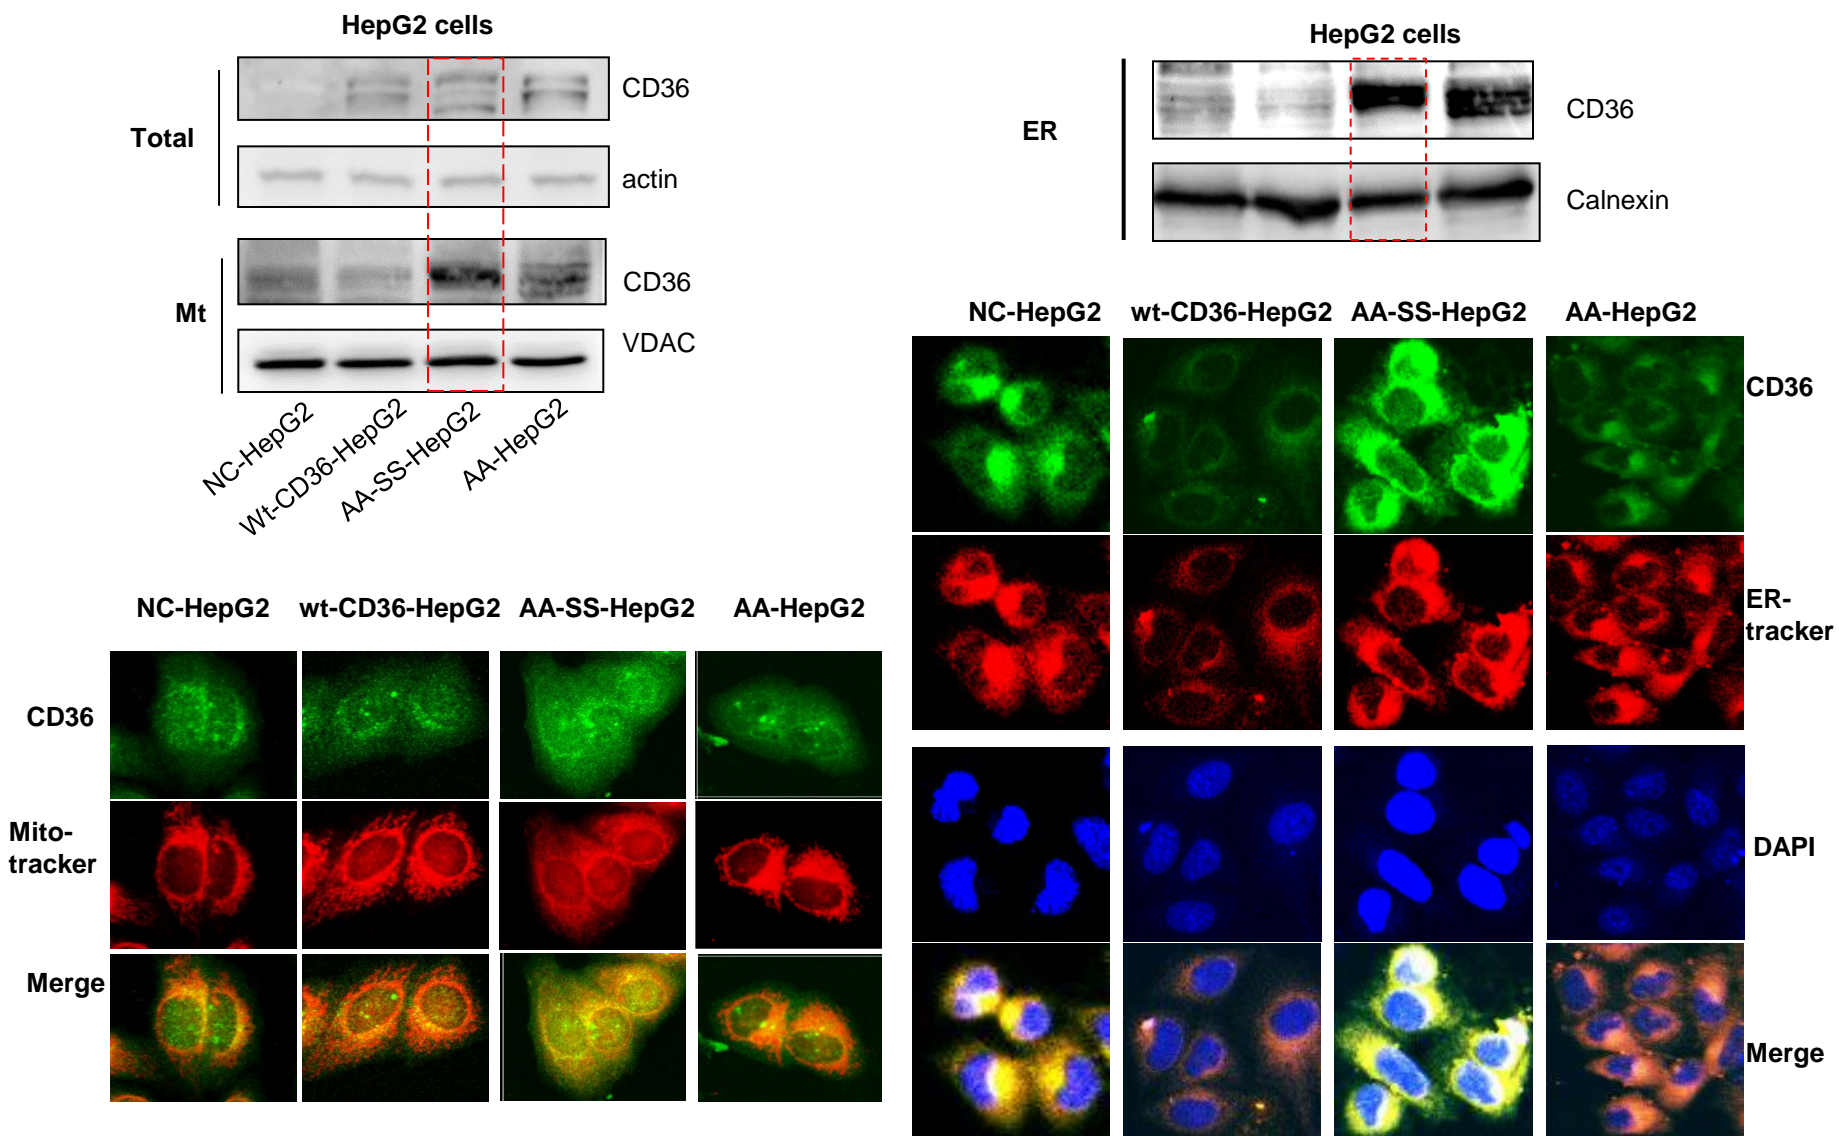 HepG2 cells
CD36
Total
actin
CD36
Mt
VDAC
NC-HepG2
Wt-CD36-HepG2
AA-SS-HepG2
AA-HepG2
HepG2 cells
CD36
ER
Calnexin
NC-HepG2 wt-CD36-HepG2 AA-SS-HepG2 AA-HepG2
CD36
Mito-
tracker
Merge
NC-HepG2 wt-CD36-HepG2 AA-SS-HepG2 AA-HepG2
CD36
ER-
tracker
DAPI
Merge